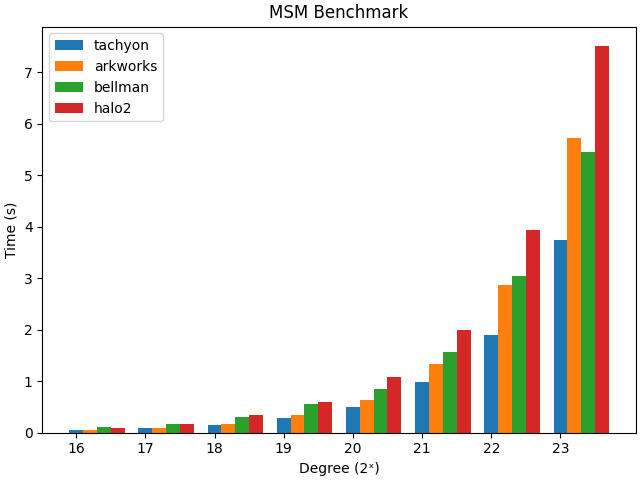 MSM Benchmark
tachyon
arkworks
bellman
halo2
Time (s)
7
6
5
4
3
2
1
0
16 17 18 19 20 21 22 23
Degree (2ˣ)